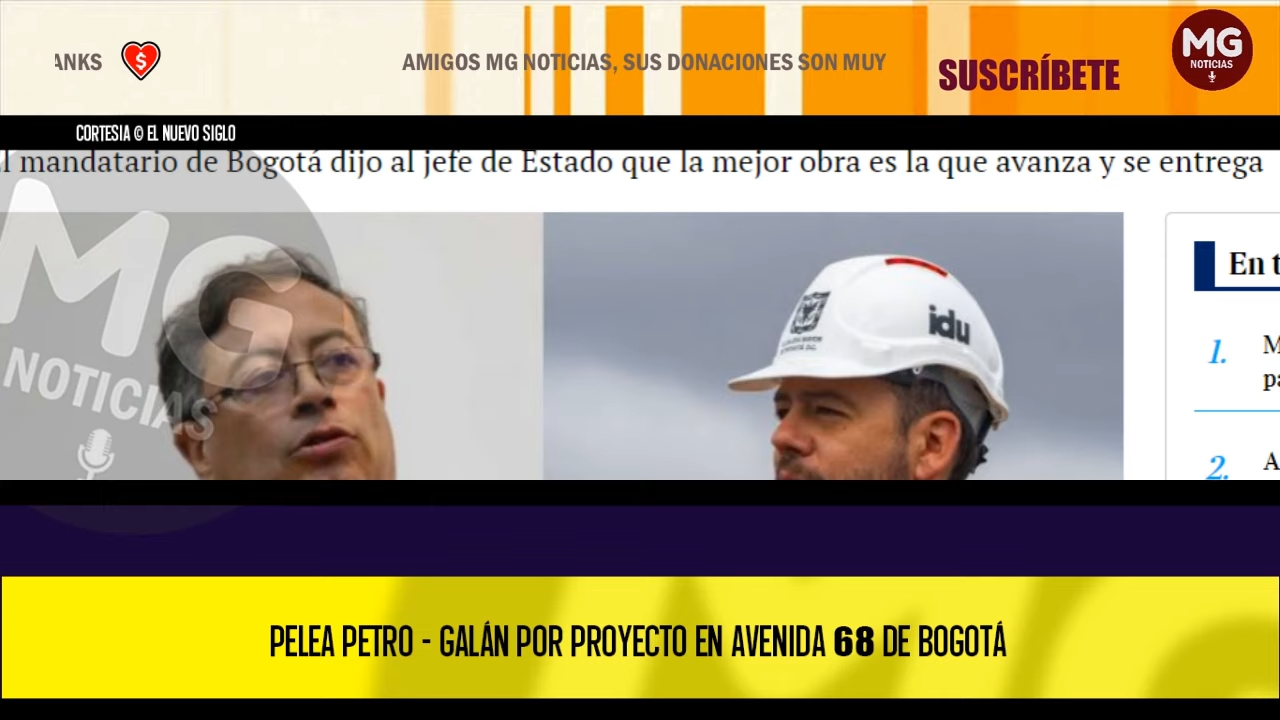 ANKS
AMIGOS MG NOTICIAS, SUS DONACIONES SON MUY
SUSCRÍBETE
MG
NOTICIAS
CORTESIA © EL NUEVO SIGLO
l mandatario de Bogotá dijo al jefe de Estado que la mejor obra es la que avanza y se entrega
MG
NOTICIAS
idu
En t
1.
M
pa
2.
A
PELEA PETRO - GALÁN POR PROYECTO EN AVENIDA 68 DE BOGOTÁ